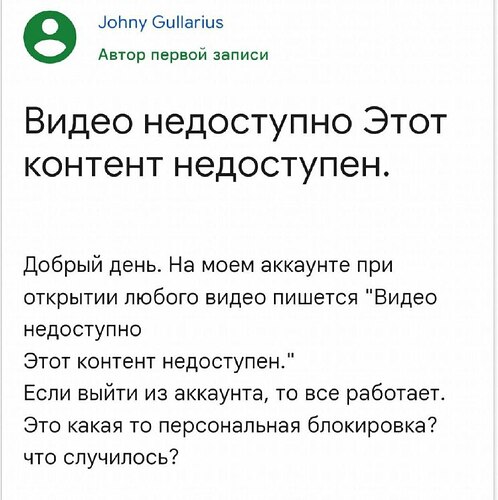 Johny Gullarius
Автор первой записи
Видео недоступно Этот
контент недоступен.
Добрый день. На моем аккаунте при
открытии любого видео пишется "Видео
недоступно
Этот контент недоступен."
Если выйти из аккаунта, то все работает.
Это какая то персональная блокировка?
что случилось?